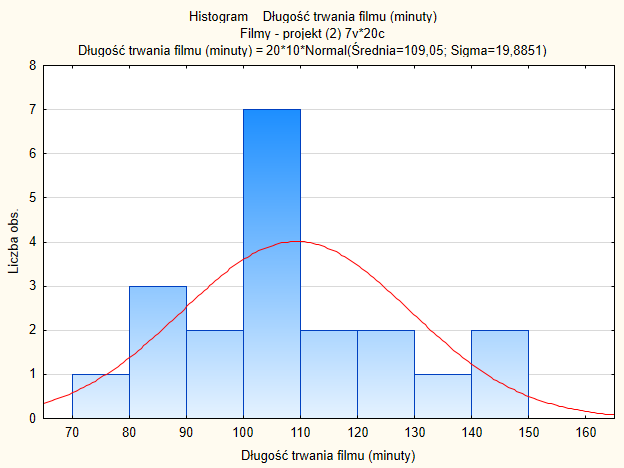 Histogram    Długość trwania filmu (minuty)
Filmy - projekt (2) 7v*20c
Długość trwania filmu (minuty) = 20*10*Normal(Średnia=109,05; Sigma=19,8851)
8
7
6
5
4
3
2
1
0
Liczba obs.
70 80 90 100 110 120 130 140 150 160
Długość trwania filmu (minuty)